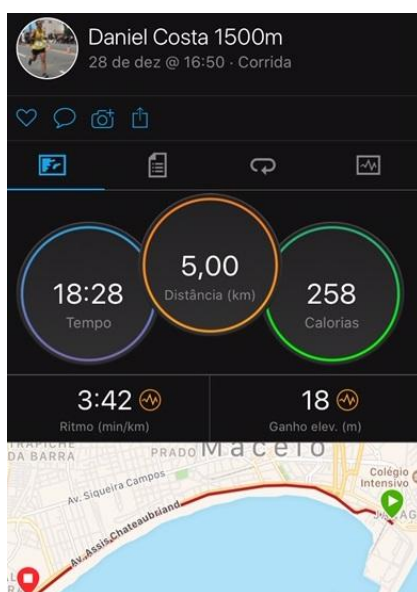 Daniel Costa 1500m
28 de dez @ 16:50 · Corrida
5,00
Distância (km)
18:28
Tempo
258
Calorias
3:42
Ritmo (min/km)
18
Ganho elev. (m)
TRAPICHE
DA BARRA
PRADO
Maceió
Colégio
Intensivo
Av. Siqueira Campos
Av. Assis Chateaubriand